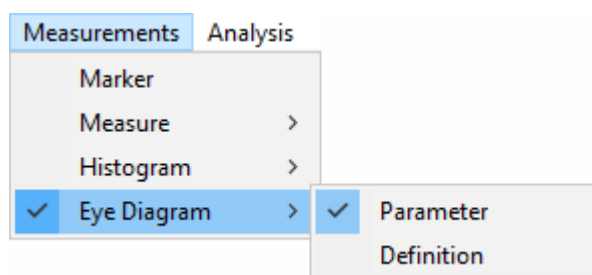 Measurements Analysis
Marker
Measure
Histogram
Eye Diagram
Parameter
Definition